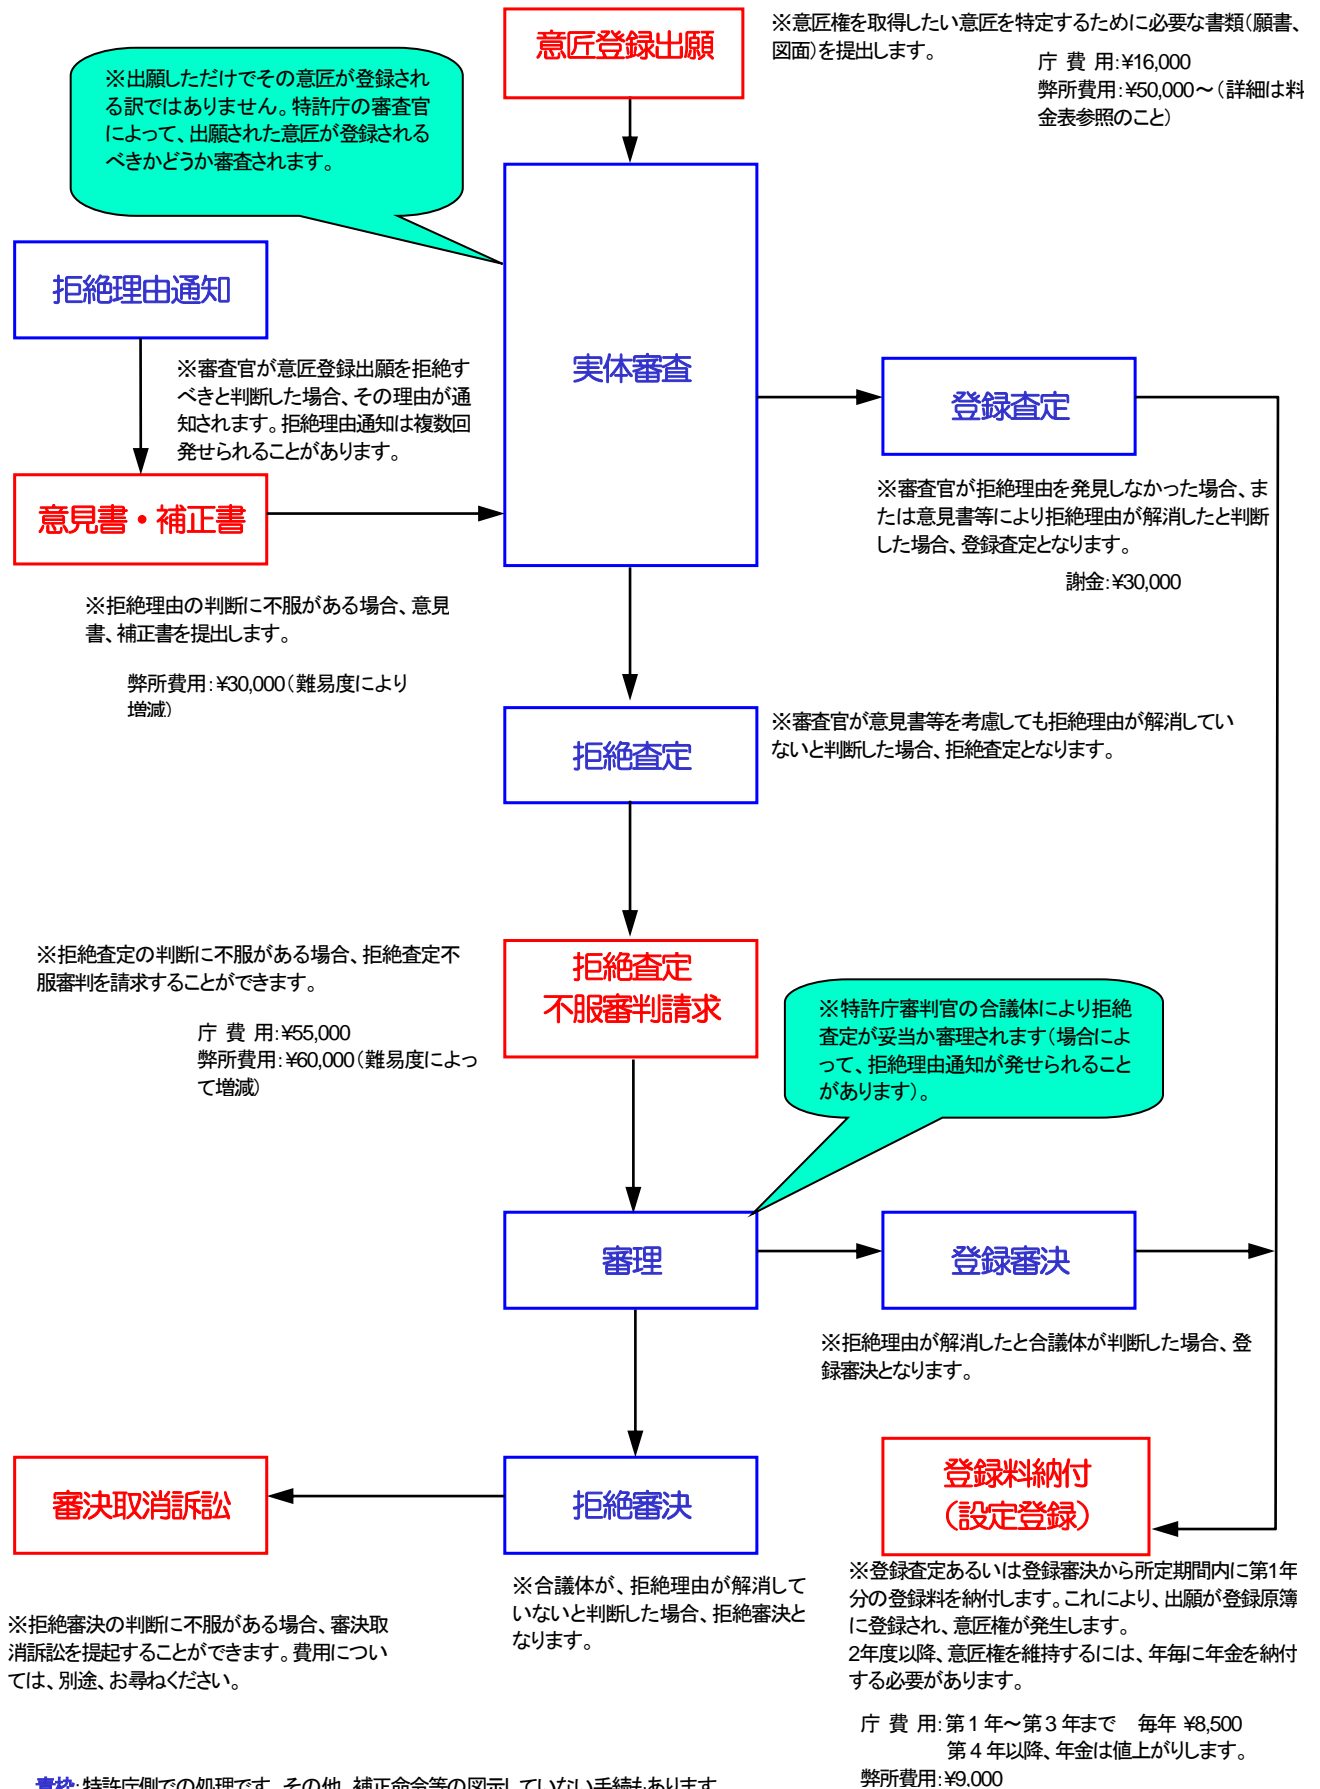 意匠登録出願
※意匠権を取得したい意匠を特定するために必要な書類（願書、
図面）を提出します。
庁 費 用：¥16,000
弊所費用：¥50,000～（詳細は料
金表参照のこと）
※出願しただけでその意匠が登録され
る訳ではありません。特許庁の審査官
によって、出願された意匠が登録される
べきかどうか審査されます。
拒絶理由通知
※審査官が意匠登録出願を拒絶す
べきと判断した場合、その理由が通
知されます。拒絶理由通知は複数回
発せられることがあります。
実体審査
登録査定
※審査官が拒絶理由を発見しなかった場合、ま
たは意見書等により拒絶理由が解消したと判断
した場合、登録査定となります。
謝金：¥30,000
意見書・補正書
※拒絶理由の判断に不服がある場合、意見
書、補正書を提出します。
弊所費用：¥30,000（難易度により
増減）
拒絶査定
※審査官が意見書等を考慮しても拒絶理由が解消してい
ないと判断した場合、拒絶査定となります。
※拒絶査定の判断に不服がある場合、拒絶査定不
服審判を請求することができます。
庁 費 用：¥55,000
弊所費用：¥60,000（難易度によっ
て増減）
拒絶査定
不服審判請求
※特許庁審判官の合議体により拒絶
査定が妥当か審理されます（場合によ
って、拒絶理由通知が発せられること
があります）。
審理
登録審決
※拒絶理由が解消したと合議体が判断した場合、登
録審決となります。
審決取消訴訟
拒絶審決
登録料納付
（設定登録）
※拒絶審決の判断に不服がある場合、審決取
消訴訟を提起することができます。費用につい
ては、別途、お尋ねください。
※合議体が、拒絶理由が解消して
いないと判断した場合、拒絶審決と
なります。
※登録査定あるいは登録審決から所定期間内に第1年
分の登録料を納付します。これにより、出願が登録原簿
に登録され、意匠権が発生します。
2年度以降、意匠権を維持するには、年毎に年金を納付
する必要があります。
庁 費 用：第１年～第３年まで　毎年 ¥8,500
第４年以降、年金は値上がりします。
弊所費用：¥9,000
青枠：特許庁側での処理です。その他、補正命令等の図示していない手続もあります。